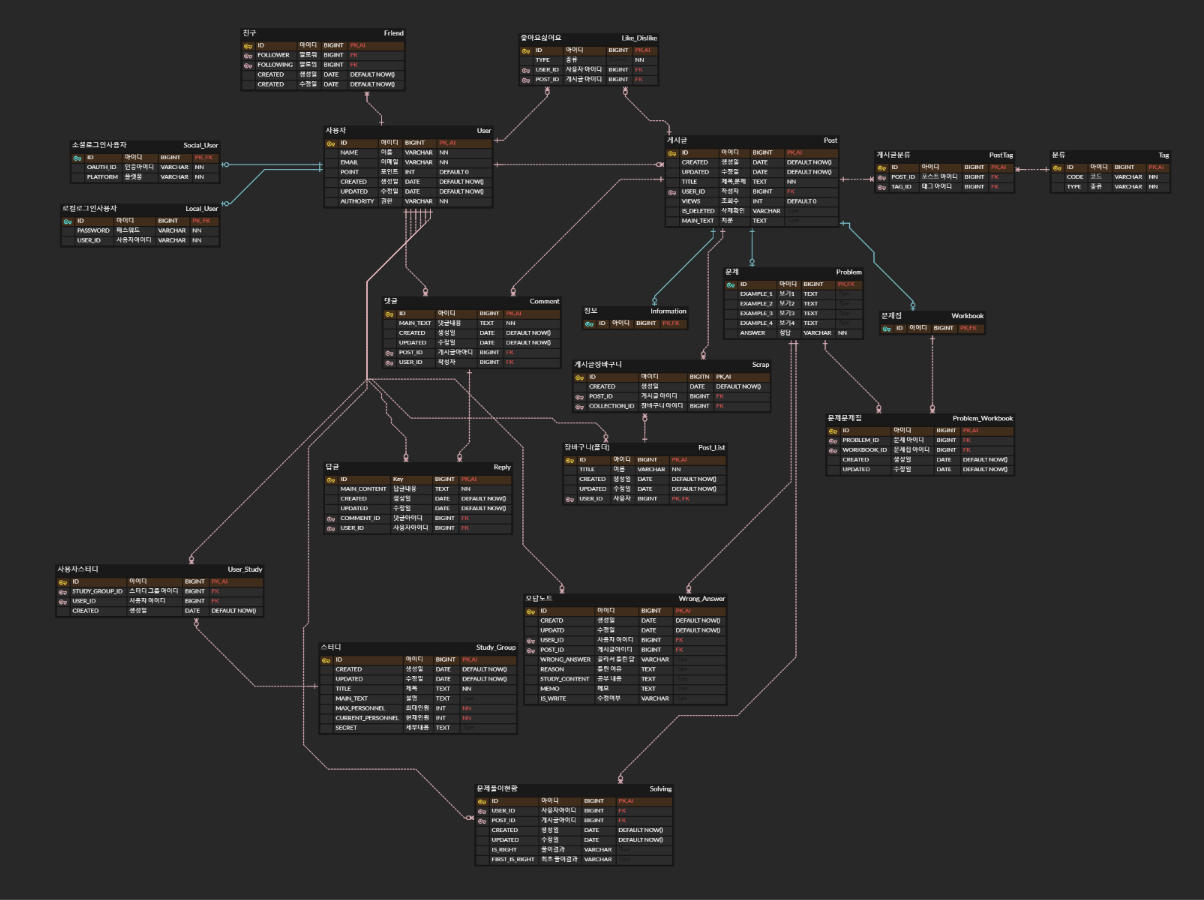 친구 Friend
ID 아이디 BIGINT PK,AI
FOLLOWER 팔로워 BIGINT FK
FOLLOWING 팔로잉 BIGINT FK
CREATED 생성일 DATE DEFAULT NOW()
CREATED 수정일 DATE DEFAULT NOW()
좋아요싫어요 Like_Dislike
ID 아이디 BIGINT PK,AI
TYPE 종류 NN
USER_ID 사용자 아이디 BIGINT FK
POST_ID 게시글 아이디 BIGINT FK
사용자 User
ID 아이디 BIGINT PK,AI
NAME 이름 VARCHAR NN
EMAIL 이메일 VARCHAR NN
POINT 포인트 INT DEFAULT 0
CREATED 생성일 DATE DEFAULT NOW()
UPDATED 수정일 DATE DEFAULT NOW()
AUTHORITY 권한 VARCHAR NN
소셜로그인사용자 Social_User
ID 아이디 BIGINT PK,FK
OAUTH_ID 인증아이디 VARCHAR NN
PLATFORM 플랫폼 VARCHAR NN
로컬로그인사용자 Local_User
ID 아이디 BIGINT PK,FK
PASSWORD 패스워드 VARCHAR NN
USER_ID 사용자아이디 VARCHAR NN
게시글 Post
ID 아이디 BIGINT PK,AI
CREATED 생성일 DATE DEFAULT NOW()
UPDATED 수정일 DATE DEFAULT NOW()
TITLE 제목,문제 TEXT NN
USER_ID 작성자 BIGINT FK
VIEWS 조회수 INT DEFAULT 0
IS_DELETED 삭제확인 VARCHAR
MAIN_TEXT 지문 TEXT
게시글분류 PostTag
ID 아이디 BIGINT PK,AI
POST_ID 포스트 아이디 BIGINT FK
TAG_ID 태그 아이디 BIGINT FK
분류 Tag
ID 아이디 BIGINT PK,AI
CODE 코드 VARCHAR NN
TYPE 종류 VARCHAR NN
댓글 Comment
ID 아이디 BIGINT PK,AI
MAIN_TEXT 댓글내용 TEXT NN
CREATED 생성일 DATE DEFAULT NOW()
UPDATED 수정일 DATE DEFAULT NOW()
POST_ID 게시글아아디 BIGINT FK
USER_ID 작성자 BIGINT FK
정보 Information
ID 아이디 BIGINT PK,FK
문제 Problem
ID 아이디 BIGINT PK,FK
EXAMPLE_1 보기1 TEXT
EXAMPLE_2 보기2 TEXT
EXAMPLE_3 보기3 TEXT
EXAMPLE_4 보기4 TEXT
ANSWER 정답 VARCHAR NN
문제집 Workbook
ID 아이디 BIGINT PK,FK
게시글장바구니 Scrap
ID 아이디 BIGITN PK,AI
CREATED 생성일 DATE DEFAULT NOW()
POST_ID 게시글 아이디 BIGINT FK
COLLECTION_ID 장바구니 아이디 BIGINT FK
문제문제집 Problem_Workbook
ID 아이디 BIGINT PK,AI
PROBLEM_ID 문제 아이디 BIGINT FK
WORKBOOK_ID 문제집 아이디 BIGINT FK
CREATED 생성일 DATE DEFAULT NOW()
UPDATED 수정일 DATE DEFAULT NOW()
장바구니(폴더) Post_List
ID 아이디 BIGINT PK,AI
TITLE 이름 VARCHAR NN
CREATED 생성일 DATE DEFAULT NOW()
UPDATED 수정일 DATE DEFAULT NOW()
USER_ID 사용자 BIGINT PK, FK
답글 Reply
ID Key BIGINT PK,AI
MAIN_CONTENT 답글내용 TEXT NN
CREATED 생성일 DATE DEFAULT NOW()
UPDATED 수정일 DATE DEFAULT NOW()
COMMENT_ID 댓글아이디 BIGINT FK
USER_ID 사용자아이디 BIGINT FK
사용자스터디 User_Study
ID 아이디 BIGINT PK,AI
STUDY_GROUP_ID 스터디 그룹 아이디 BIGINT FK
USER_ID 사용자 아이디 BIGINT FK
CREATED 생성일 DATE DEFAULT NOW()
오답노트 Wrong_Answer
ID 아이디 BIGINT PK,AI
CREATD 생성일 DATE DEFAULT NOW()
UPDATD 수정일 DATE DEFAULT NOW()
USER_ID 사용자 아이디 BIGINT FK
POST_ID 게시글아이디 BIGINT FK
WRONG_ANSWER 골라서 틀린 답 VARCHAR
REASON 틀린 이유 TEXT
STUDY_CONTENT 공부 내용 TEXT
MEMO 메모 TEXT
IS_WRITE 수정여부 VARCHAR
스터디 Study_Group
ID 아이디 BIGINT PK,AI
CREATED 생성일 DATE DEFAULT NOW()
UPDATED 수정일 DATE DEFAULT NOW()
TITLE 제목 TEXT NN
MAIN_TEXT 설명 TEXT
MAX_PERSONNEL 최대인원 INT NN
CURRENT_PERSONNEL 현재인원 INT NN
SECRET 세부내용 TEXT
문제풀이현황 Solving
ID 아이디 BIGINT PK,AI
USER_ID 사용자아이디 BIGINT FK
POST_ID 게시글아이디 BIGINT FK
CREATED 생성일 DATE DEFAULT NOW()
UPDATED 수정일 DATE DEFAULT NOW()
IS_RIGHT 풀이결과 VARCHAR
FIRST_IS_RIGHT 최초 풀이결과 VARCHAR